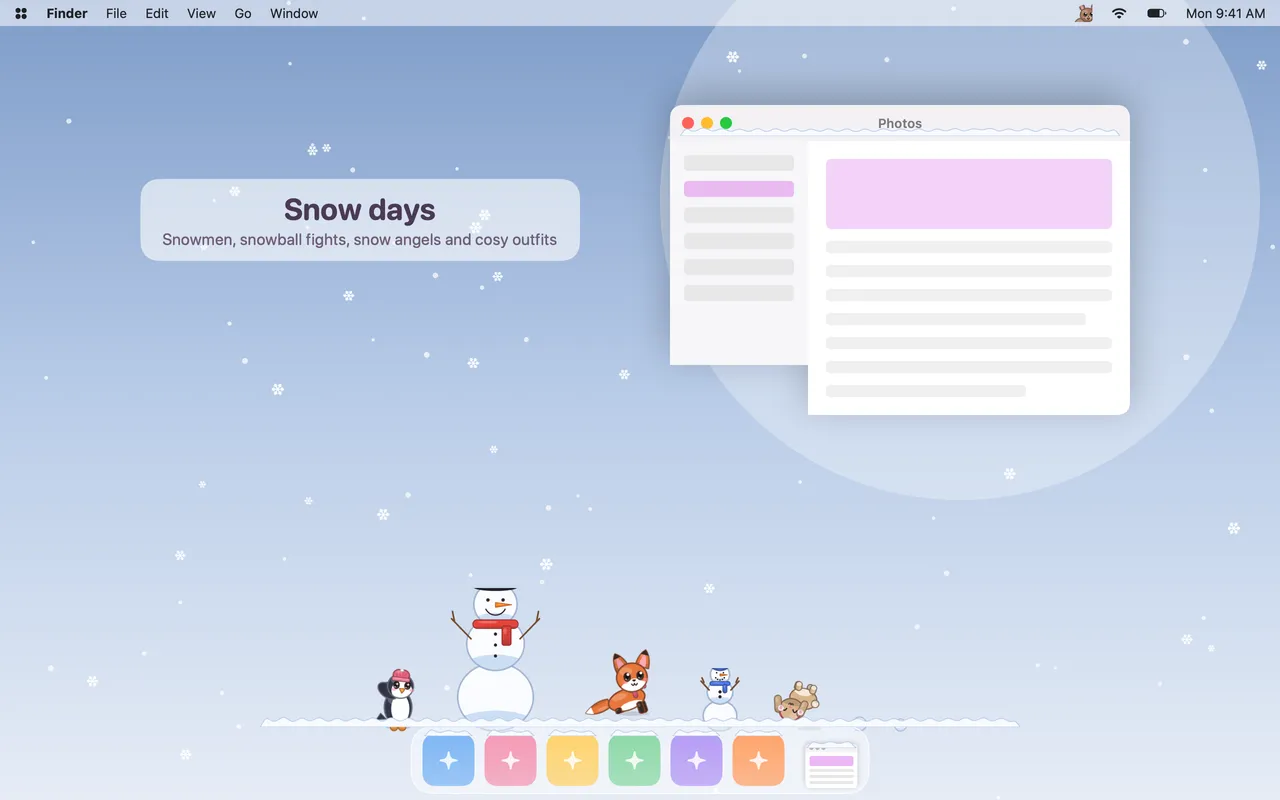 Finder File Edit View Go Window Mon 9:41 AM
Photos
Snow days
Snowmen, snowball fights, snow angels and cosy outfits